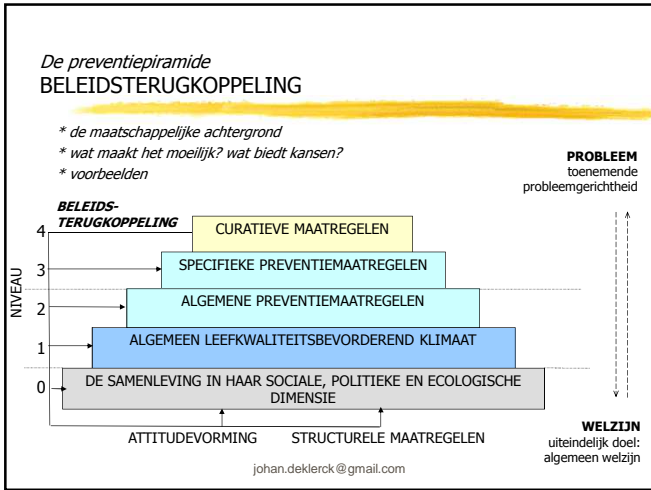 De preventiepiramide
BELEIDSTERUGKOPPELING
* de maatschappelijke achtergrond
* wat maakt het moeilijk? wat biedt kansen?
* voorbeelden
PROBLEEM
toenemende
probleemgerichtheid
BELEIDS-
TERUGKOPPELING
NIVEAU
4
CURATIEVE MAATREGELEN
3
SPECIFIEKE PREVENTIEMAATREGELEN
2
ALGEMENE PREVENTIEMAATREGELEN
1
ALGEMEEN LEEFKWALITEITSBEVORDEREND KLIMAAT
0
DE SAMENLEVING IN HAAR SOCIALE, POLITIEKE EN ECOLOGISCHE
DIMENSIE
ATTITUDEVORMING
STRUCTURELE MAATREGELEN
WELZIJN
uiteindelijk doel:
algemeen welzijn
johan.deklerck@gmail.com